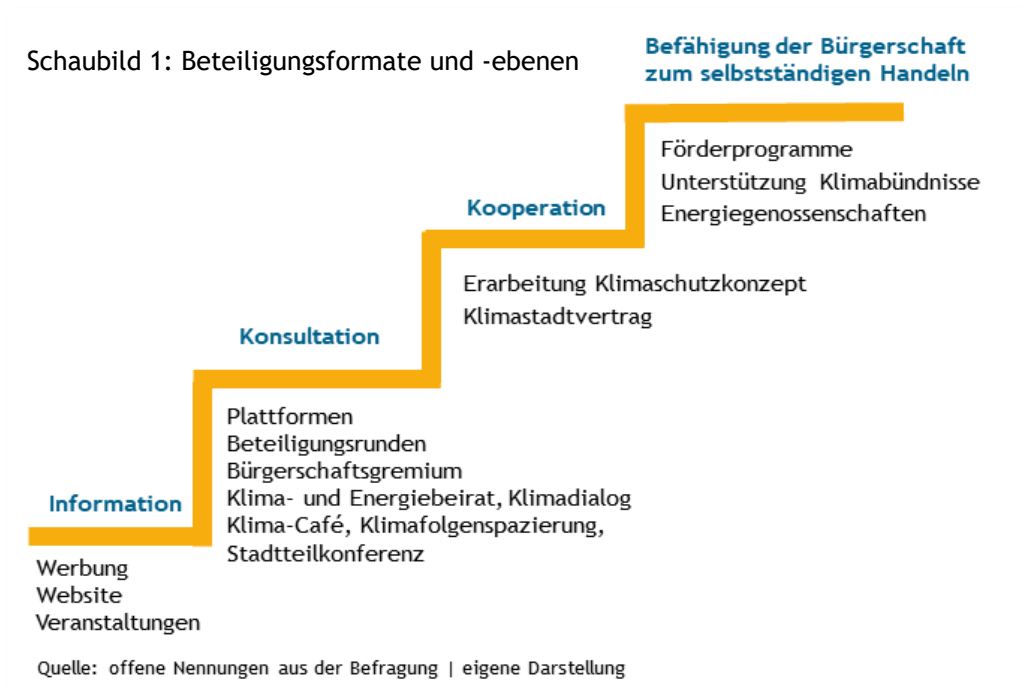 Schaubild 1: Beteiligungsformate und -ebenen
Befähigung der Bürgerschaft
zum selbstständigen Handeln
Förderprogramme
Unterstützung Klimabündnisse
Energiegenossenschaften
Kooperation
Erarbeitung Klimaschutzkonzept
Klimastadtvertrag
Konsultation
Plattformen
Beteiligungsrunden
Bürgerschaftsgremium
Klima- und Energiebeirat, Klimadialog
Klima-Café, Klimafolgenspazierung,
Stadtteilkonferenz
Information
Werbung
Website
Veranstaltungen
Quelle: offene Nennungen aus der Befragung | eigene Darstellung